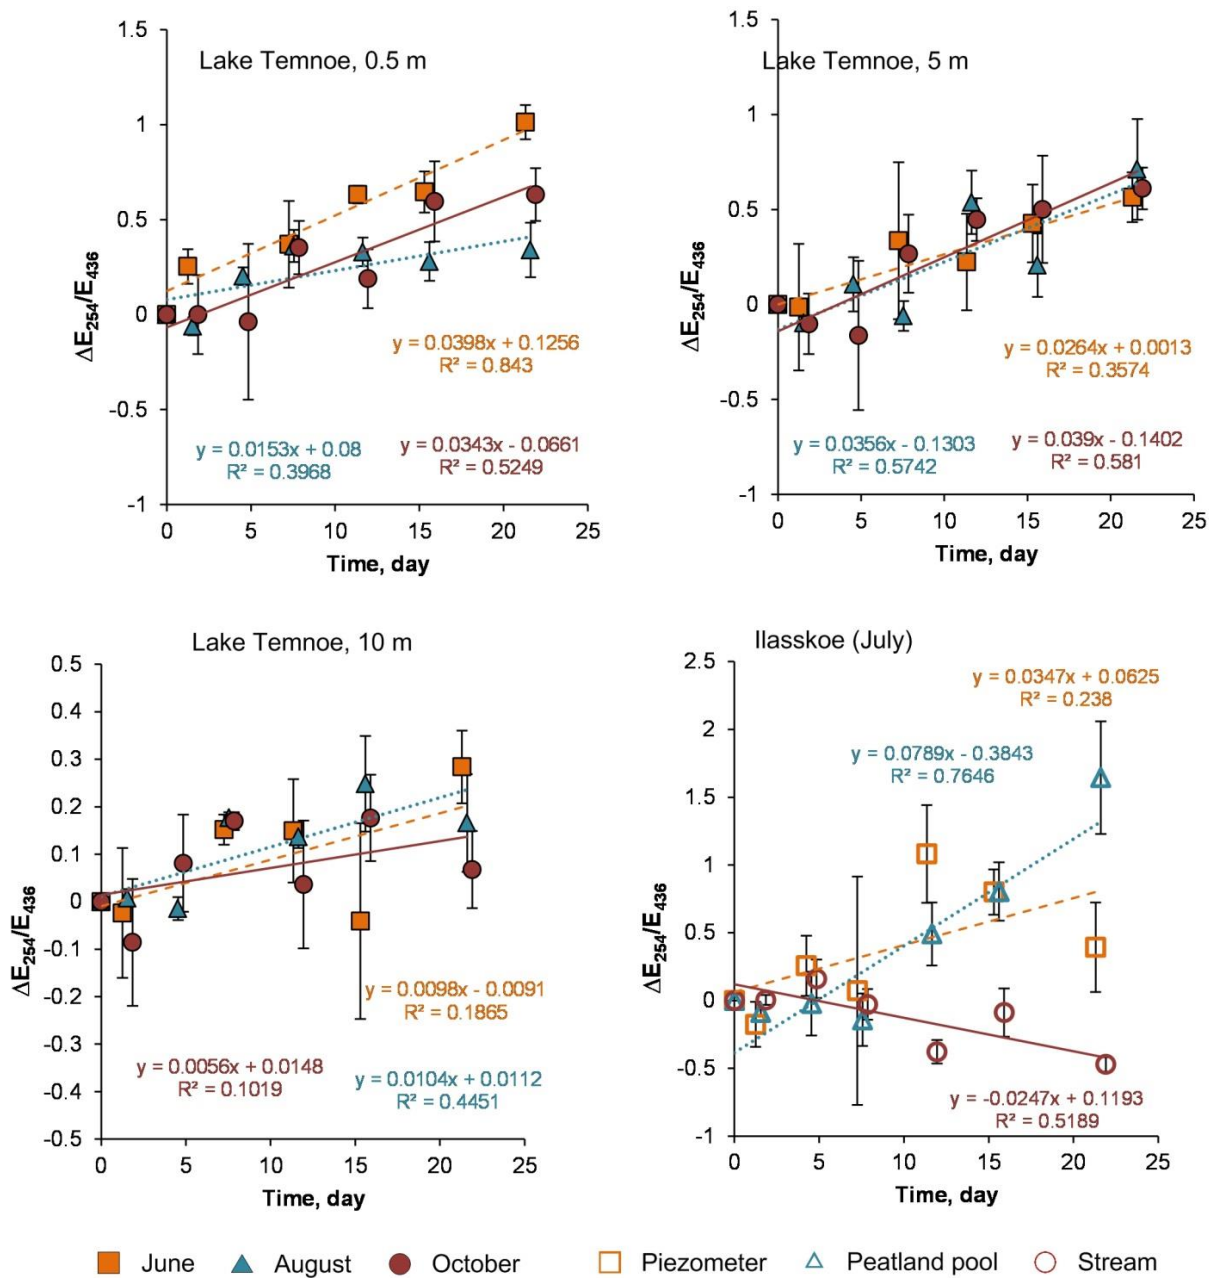 Lake Temnoe, 0.5 m
1.5
1
0.5
0
-0.5
-1
ΔE254/E436
y = 0.0398x + 0.1256
R² = 0.843
y = 0.0153x + 0.08
R² = 0.3968
y = 0.0343x - 0.0661
R² = 0.5249
0 5 10 15 20 25
Time, day
Lake Temnoe, 5 m
1.5
1
0.5
0
-0.5
-1
ΔE254/E436
y = 0.0264x + 0.0013
R² = 0.3574
y = 0.0356x - 0.1303
R² = 0.5742
y = 0.039x - 0.1402
R² = 0.581
0 5 10 15 20 25
Time, day
Lake Temnoe, 10 m
0.5
0.4
0.3
0.2
0.1
0
-0.1
-0.2
-0.3
-0.4
-0.5
ΔE254/E436
y = 0.0098x - 0.0091
R² = 0.1865
y = 0.0056x + 0.0148
R² = 0.1019
y = 0.0104x + 0.0112
R² = 0.4451
0 5 10 15 20 25
Time, day
Ilasskoe (July)
2.5
2
1.5
1
0.5
0
-0.5
-1
ΔE254/E436
y = 0.0347x + 0.0625
R² = 0.238
y = 0.0789x - 0.3843
R² = 0.7646
y = -0.0247x + 0.1193
R² = 0.5189
0 5 10 15 20 25
Time, day
June August October Piezometer Peatland pool Stream